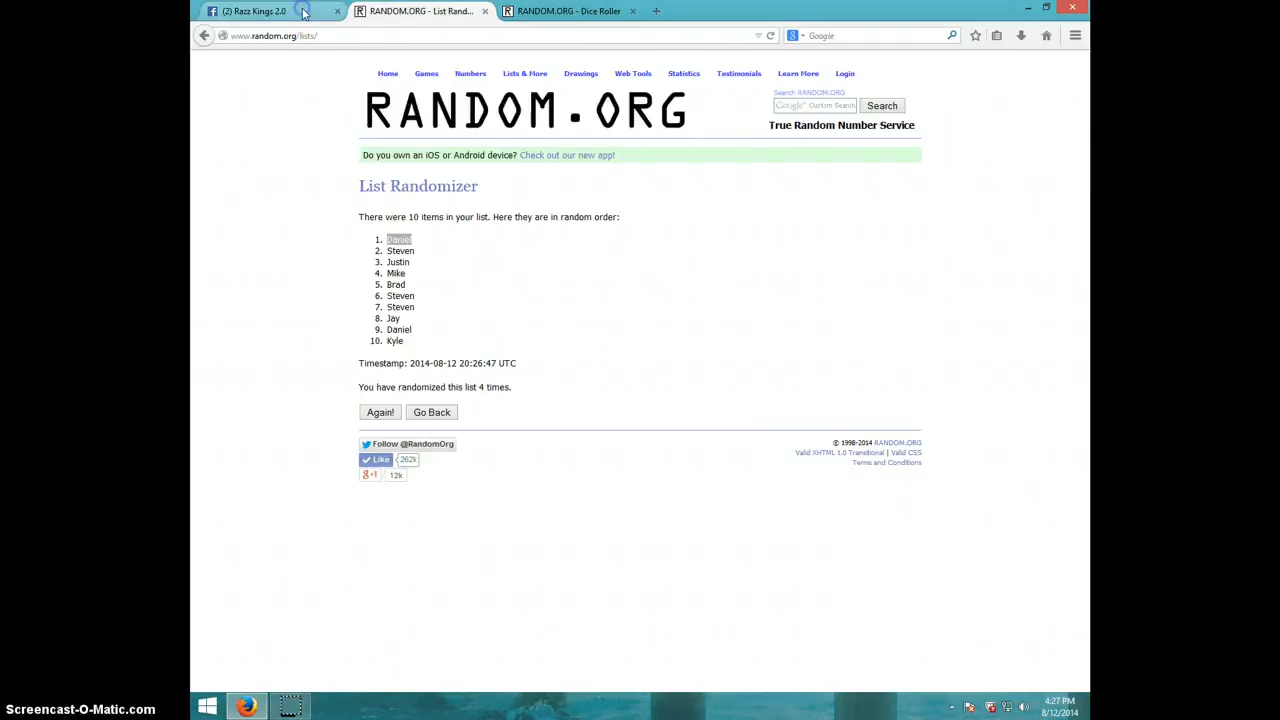 (2) Razz Kings 2.0
RANDOM.ORG - List Rand...
RANDOM.ORG - Dice Roller
www.random.org/lists/
Google
Home Games Numbers Lists & More Drawings Web Tools Statistics Testimonials Learn More Login
Search RANDOM.ORG
RANDOM.ORG
Google™ Custom Search
Search
True Random Number Service
Do you own an iOS or Android device? Check out our new app!
List Randomizer
There were 10 items in your list. Here they are in random order:
1. Daniel
2. Steven
3. Justin
4. Mike
5. Brad
6. Steven
7. Steven
8. Jay
9. Daniel
10. Kyle
Timestamp: 2014-08-12 20:26:47 UTC
You have randomized this list 4 times.
Again! Go Back
Follow @RandomOrg
Like 262k
g+1 12k
© 1998-2014 RANDOM.ORG
Valid XHTML 1.0 Transitional | Valid CSS
Terms and Conditions
4:27 PM
8/12/2014
Screencast-O-Matic.com